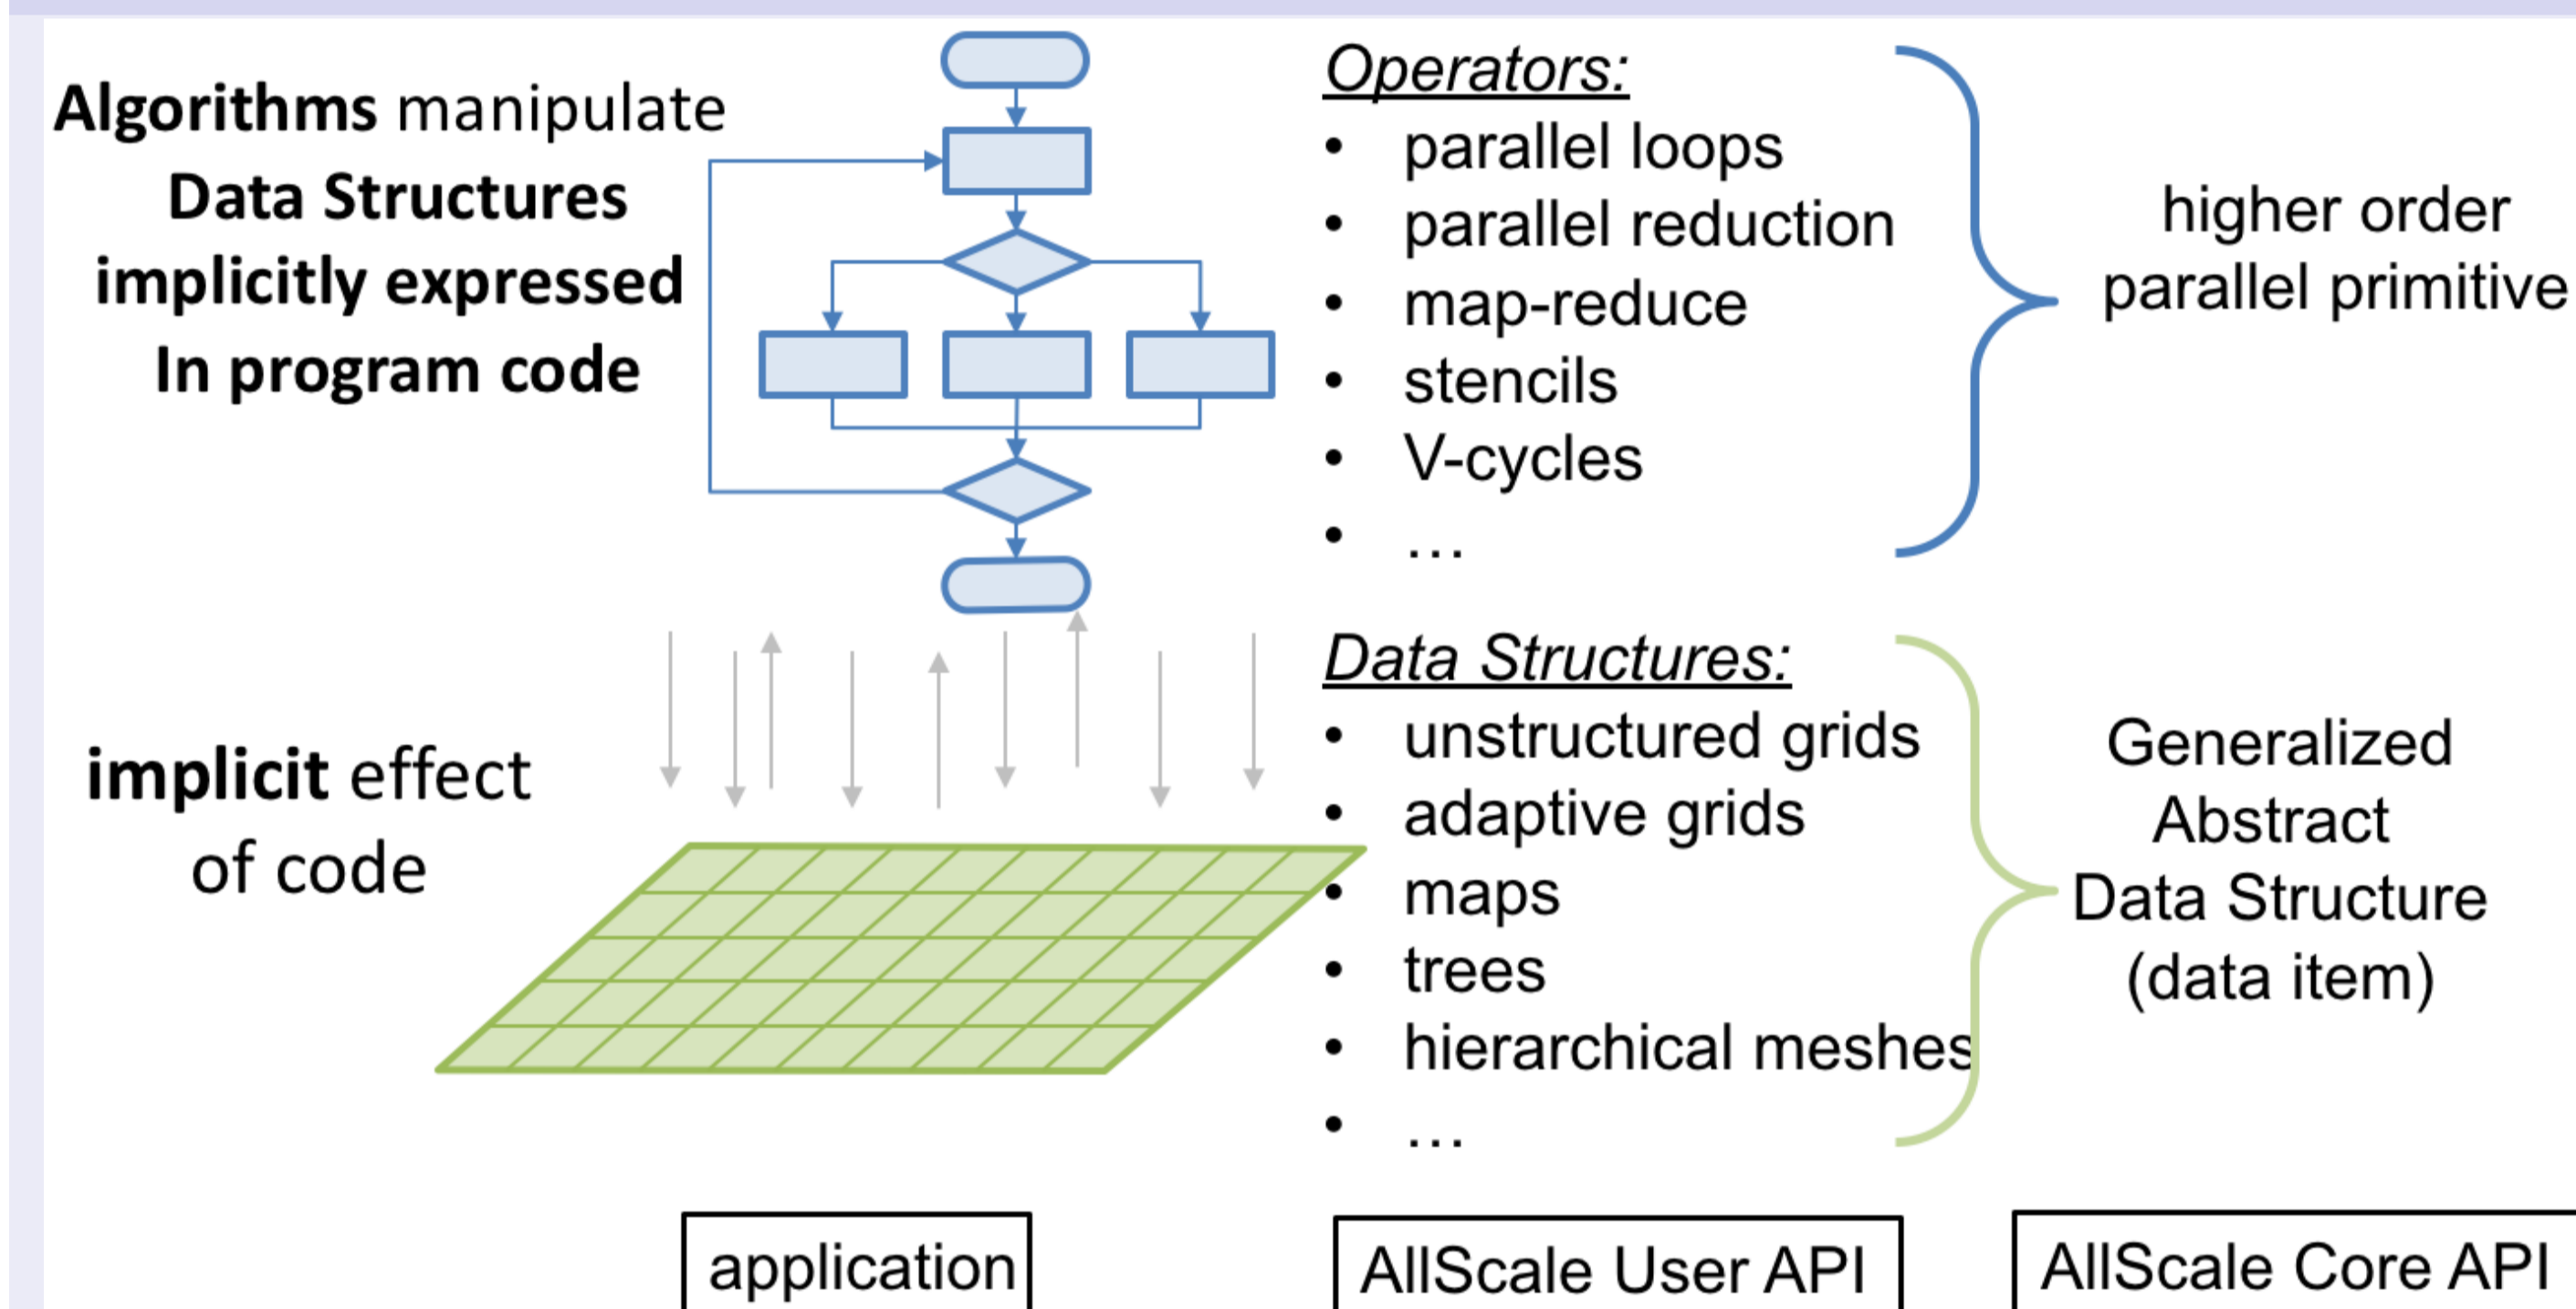 Algorithms manipulate
Data Structures
implicitly expressed
In program code
implicit effect
of code
Operators:
• parallel loops
• parallel reduction
• map-reduce
• stencils
• V-cycles
• …
Data Structures:
• unstructured grids
• adaptive grids
• maps
• trees
• hierarchical meshes
• …
higher order
parallel primitive
Generalized
Abstract
Data Structure
(data item)
application
AllScale User API
AllScale Core API